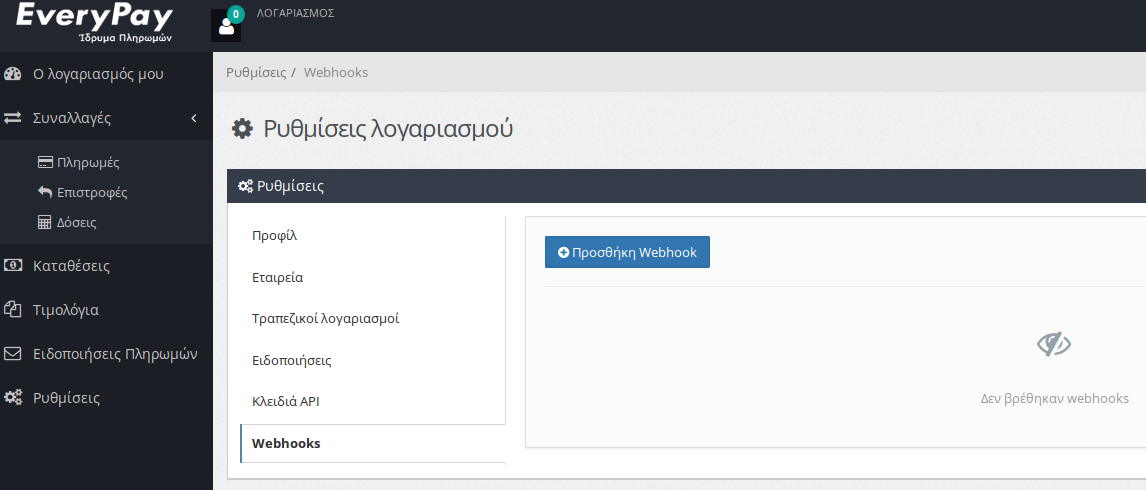 EveryPay
Ίδρυμα Πληρωμών
0
ΛΟΓΑΡΙΑΣΜΟΣ
Ο λογαριασμός μου
Συναλλαγές
Πληρωμές
Επιστροφές
Δόσεις
Καταθέσεις
Τιμολόγια
Ειδοποιήσεις Πληρωμών
Ρυθμίσεις
Ρυθμίσεις / Webhooks
Ρυθμίσεις λογαριασμού
Ρυθμίσεις
Προφίλ
Εταιρεία
Τραπεζικοί λογαριασμοί
Ειδοποιήσεις
Κλειδιά API
Webhooks
Προσθήκη Webhook
Δεν βρέθηκαν webhooks